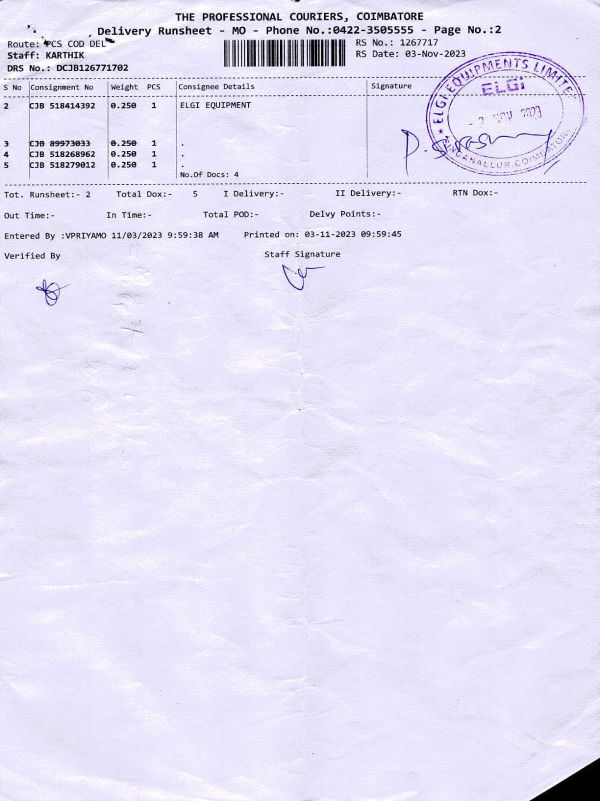 THE PROFESSIONAL COURIERS, COIMBATORE
Delivery Runsheet - MO - Phone No.:0422-3505555 - Page No.:2
Route: PCS COD DEL
RS No.: 1267717
Staff: KARTHIK
RS Date: 03-Nov-2023
DRS No.: DCJB126771702
S No Consignment No Weight PCS Consignee Details Signature
2 CJB 518414392 0.250 1 ELGI EQUIPMENT
3 CJB 89973033 0.250 1 .
4 CJB 518268962 0.250 1 .
5 CJB 518279012 0.250 1 .
No.Of Docs: 4
ELGI EQUIPMENTS LIMITED
ELGi
NOV 2023
SINGANALLUR,COIMBATORE
Tot. Runsheet:- 2 Total Dox:- 5 I Delivery:- II Delivery:- RTN Dox:-
Out Time:- In Time:- Total POD:- Delvy Points:-
Entered By :VPRIYAMO 11/03/2023 9:59:38 AM Printed on: 03-11-2023 09:59:45
Verified By Staff Signature